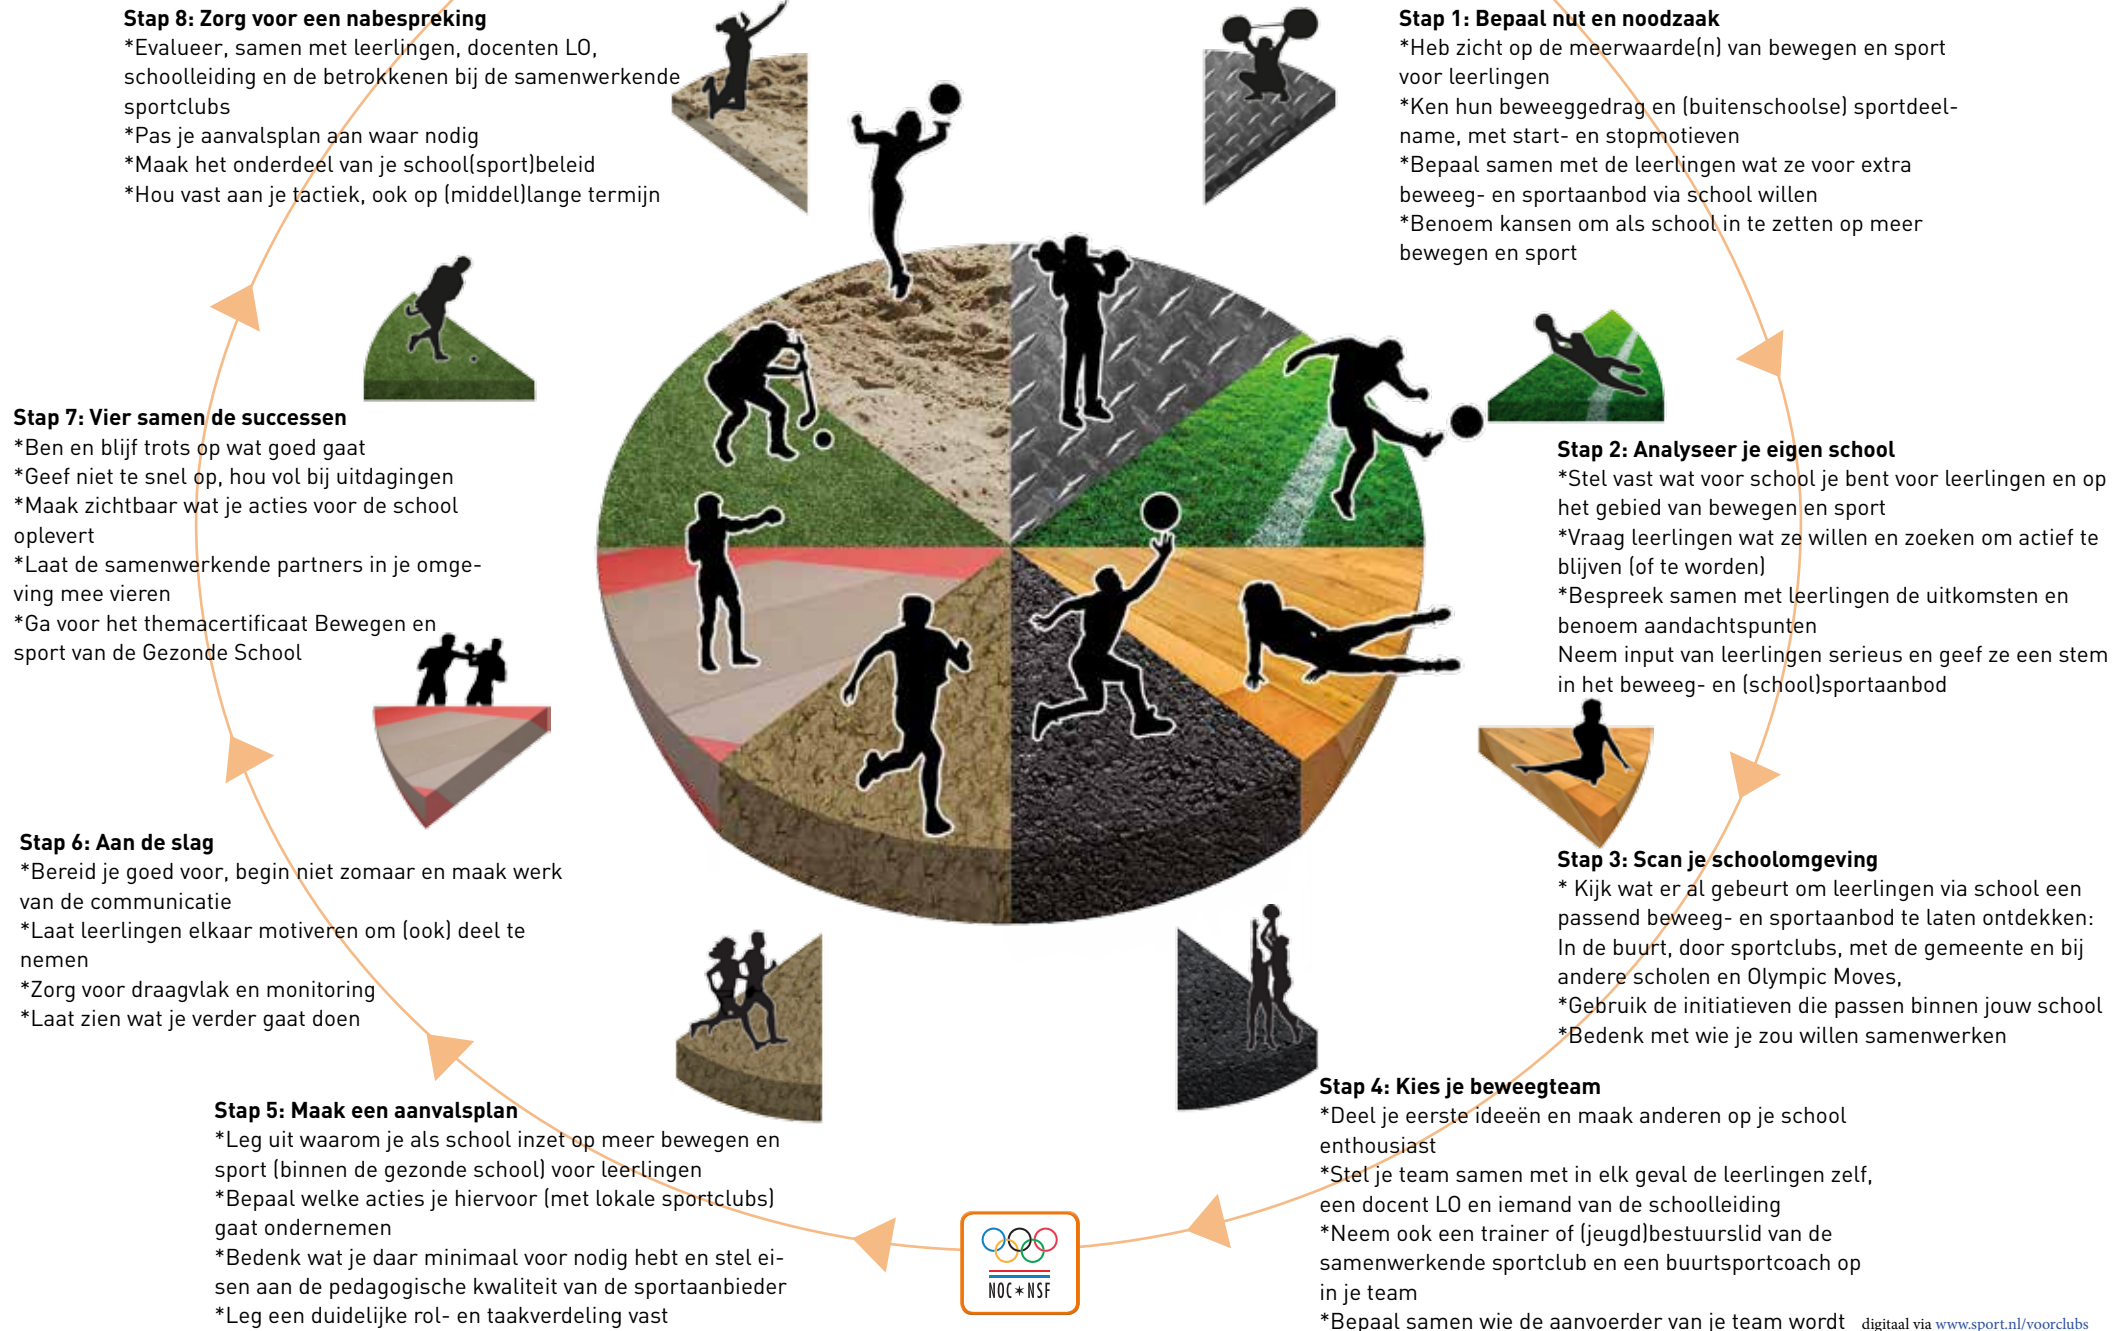 Stap 1: Bepaal nut en noodzaak
*Heb zicht op de meerwaarde(n) van bewegen en sport
voor leerlingen
*Ken hun beweeggedrag en (buitenschoolse) sportdeel-
name, met start- en stopmotieven
*Bepaal samen met de leerlingen wat ze voor extra
beweeg- en sportaanbod via school willen
*Benoem kansen om als school in te zetten op meer
bewegen en sport
Stap 2: Analyseer je eigen school
*Stel vast wat voor school je bent voor leerlingen en op
het gebied van bewegen en sport
*Vraag leerlingen wat ze willen en zoeken om actief te
blijven (of te worden)
*Bespreek samen met leerlingen de uitkomsten en
benoem aandachtspunten
Neem input van leerlingen serieus en geef ze een stem
in het beweeg- en (school)sportaanbod
Stap 3: Scan je schoolomgeving
* Kijk wat er al gebeurt om leerlingen via school een
passend beweeg- en sportaanbod te laten ontdekken:
In de buurt, door sportclubs, met de gemeente en bij
andere scholen en Olympic Moves,
*Gebruik de initiatieven die passen binnen jouw school
*Bedenk met wie je zou willen samenwerken
Stap 4: Kies je beweegteam
*Deel je eerste ideeën en maak anderen op je school
enthousiast
*Stel je team samen met in elk geval de leerlingen zelf,
een docent LO en iemand van de schoolleiding
*Neem ook een trainer of (jeugd)bestuurslid van de
samenwerkende sportclub en een buurtsportcoach op
in je team
*Bepaal samen wie de aanvoerder van je team wordt
Stap 5: Maak een aanvalsplan
*Leg uit waarom je als school inzet op meer bewegen en
sport (binnen de gezonde school) voor leerlingen
*Bepaal welke acties je hiervoor (met lokale sportclubs)
gaat ondernemen
*Bedenk wat je daar minimaal voor nodig hebt en stel ei-
sen aan de pedagogische kwaliteit van de sportaanbieder
*Leg een duidelijke rol- en taakverdeling vast
Stap 6: Aan de slag
*Bereid je goed voor, begin niet zomaar en maak werk
van de communicatie
*Laat leerlingen elkaar motiveren om (ook) deel te
nemen
*Zorg voor draagvlak en monitoring
*Laat zien wat je verder gaat doen
Stap 7: Vier samen de successen
*Ben en blijf trots op wat goed gaat
*Geef niet te snel op, hou vol bij uitdagingen
*Maak zichtbaar wat je acties voor de school
oplevert
*Laat de samenwerkende partners in je omge-
ving mee vieren
*Ga voor het themacertificaat Bewegen en
sport van de Gezonde School
Stap 8: Zorg voor een nabespreking
*Evalueer, samen met leerlingen, docenten LO,
schoolleiding en de betrokkenen bij de samenwerkende
sportclubs
*Pas je aanvalsplan aan waar nodig
*Maak het onderdeel van je school(sport)beleid
*Hou vast aan je tactiek, ook op (middel)lange termijn
NOC*NSF
digitaal via www.sport.nl/voorclubs